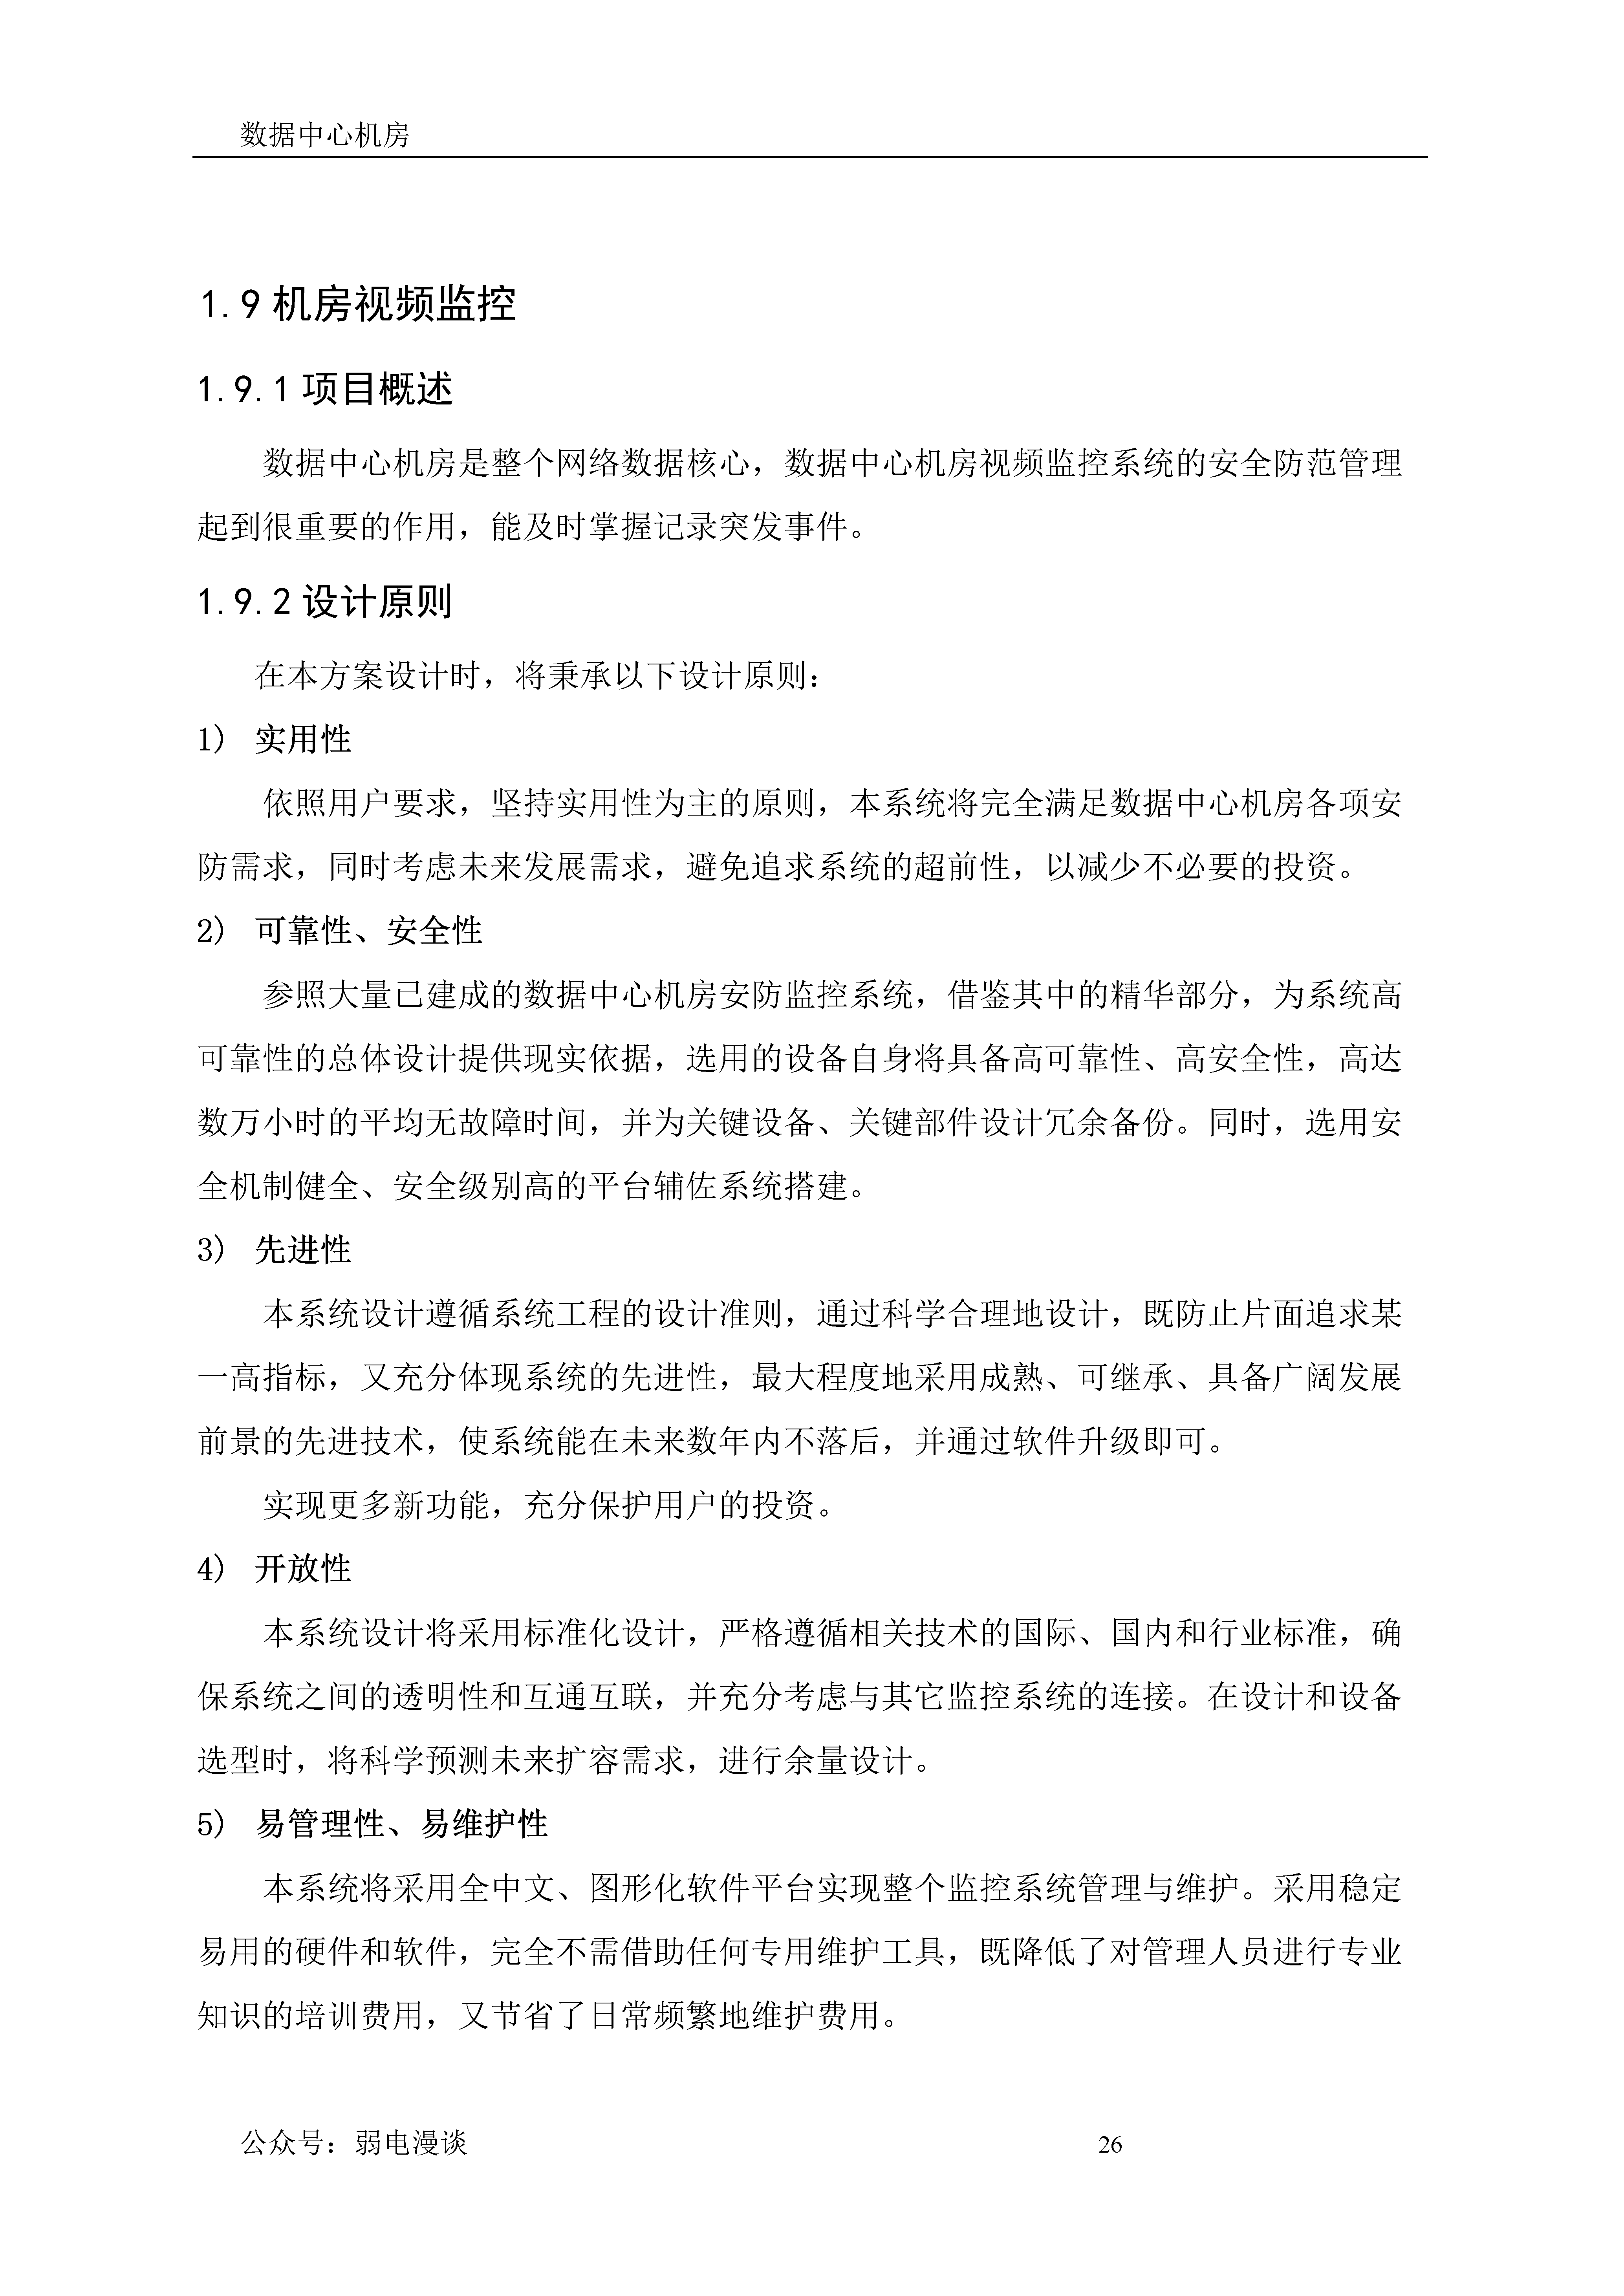 数据中心机房
1.9 机房视频监控
1.9.1 项目概述
数据中心机房是整个网络数据核心，数据中心机房视频监控系统的安全防范管理
起到很重要的作用，能及时掌握记录突发事件。
1.9.2 设计原则
在本方案设计时，将秉承以下设计原则：
1） 实用性
依照用户要求，坚持实用性为主的原则，本系统将完全满足数据中心机房各项安
防需求，同时考虑未来发展需求，避免追求系统的超前性，以减少不必要的投资。
2） 可靠性、安全性
参照大量已建成的数据中心机房安防监控系统，借鉴其中的精华部分，为系统高
可靠性的总体设计提供现实依据，选用的设备自身将具备高可靠性、高安全性，高达
数万小时的平均无故障时间，并为关键设备、关键部件设计冗余备份。同时，选用安
全机制健全、安全级别高的平台辅佐系统搭建。
3） 先进性
本系统设计遵循系统工程的设计准则，通过科学合理地设计，既防止片面追求某
一高指标，又充分体现系统的先进性，最大程度地采用成熟、可继承、具备广阔发展
前景的先进技术，使系统能在未来数年内不落后，并通过软件升级即可。
实现更多新功能，充分保护用户的投资。
4） 开放性
本系统设计将采用标准化设计，严格遵循相关技术的国际、国内和行业标准，确
保系统之间的透明性和互通互联，并充分考虑与其它监控系统的连接。在设计和设备
选型时，将科学预测未来扩容需求，进行余量设计。
5） 易管理性、易维护性
本系统将采用全中文、图形化软件平台实现整个监控系统管理与维护。采用稳定
易用的硬件和软件，完全不需借助任何专用维护工具，既降低了对管理人员进行专业
知识的培训费用，又节省了日常频繁地维护费用。
公众号：弱电漫谈 26